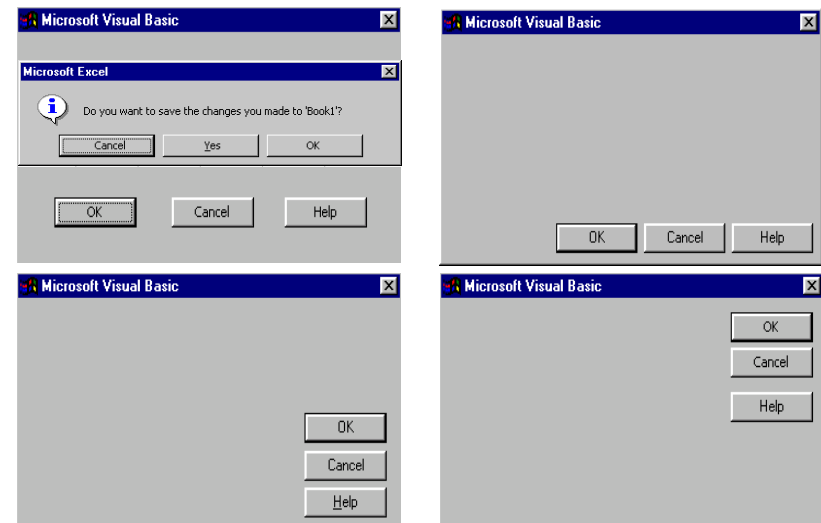 Microsoft Visual Basic
Microsoft Excel
Do you want to save the changes you made to 'Book1'?
Cancel Yes OK
OK Cancel Help
Microsoft Visual Basic
OK Cancel Help
Microsoft Visual Basic
OK
Cancel
Help
Microsoft Visual Basic
OK
Cancel
Help